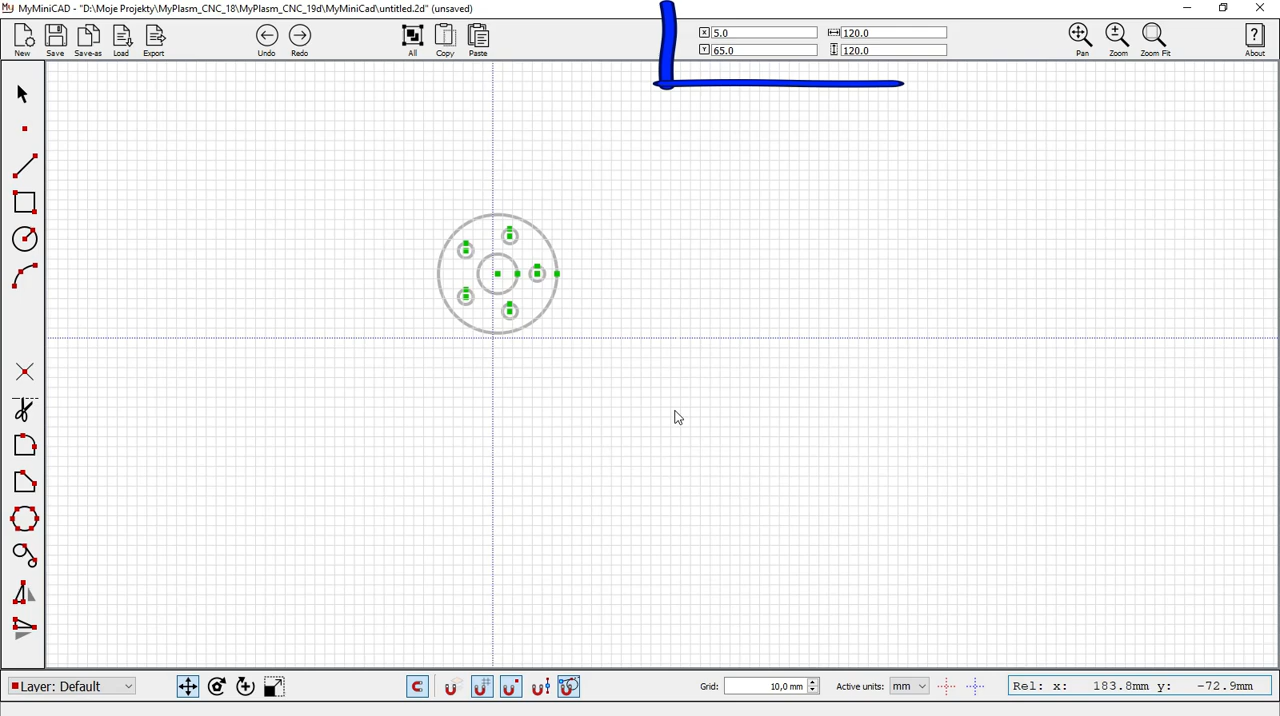 MyMiniCAD - "D:\Moje Projekty\MyPlasm_CNC_18\MyPlasm_CNC_19d\MyMiniCad\untitled.2d" (unsaved)
New Save Save-as Load Export Undo Redo All Copy Paste X 5.0 120.0 Pan Zoom Zoom Fit ? About
Y 65.0 120.0
Layer: Default Grid: 10,0 mm Active units: mm Rel: x: 183.8mm y: -72.9mm